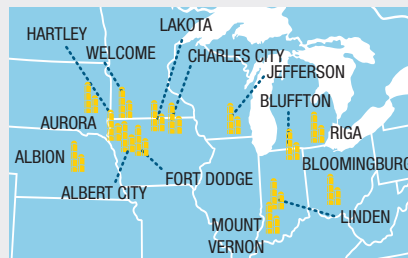 LAKOTA
HARTLEY
WELCOME
CHARLES CITY
JEFFERSON
BLUFFTON
AURORA
RIGA
ALBION
BLOOMINGBURG
ALBERT CITY
FORT DODGE
LINDEN
MOUNT
VERNON